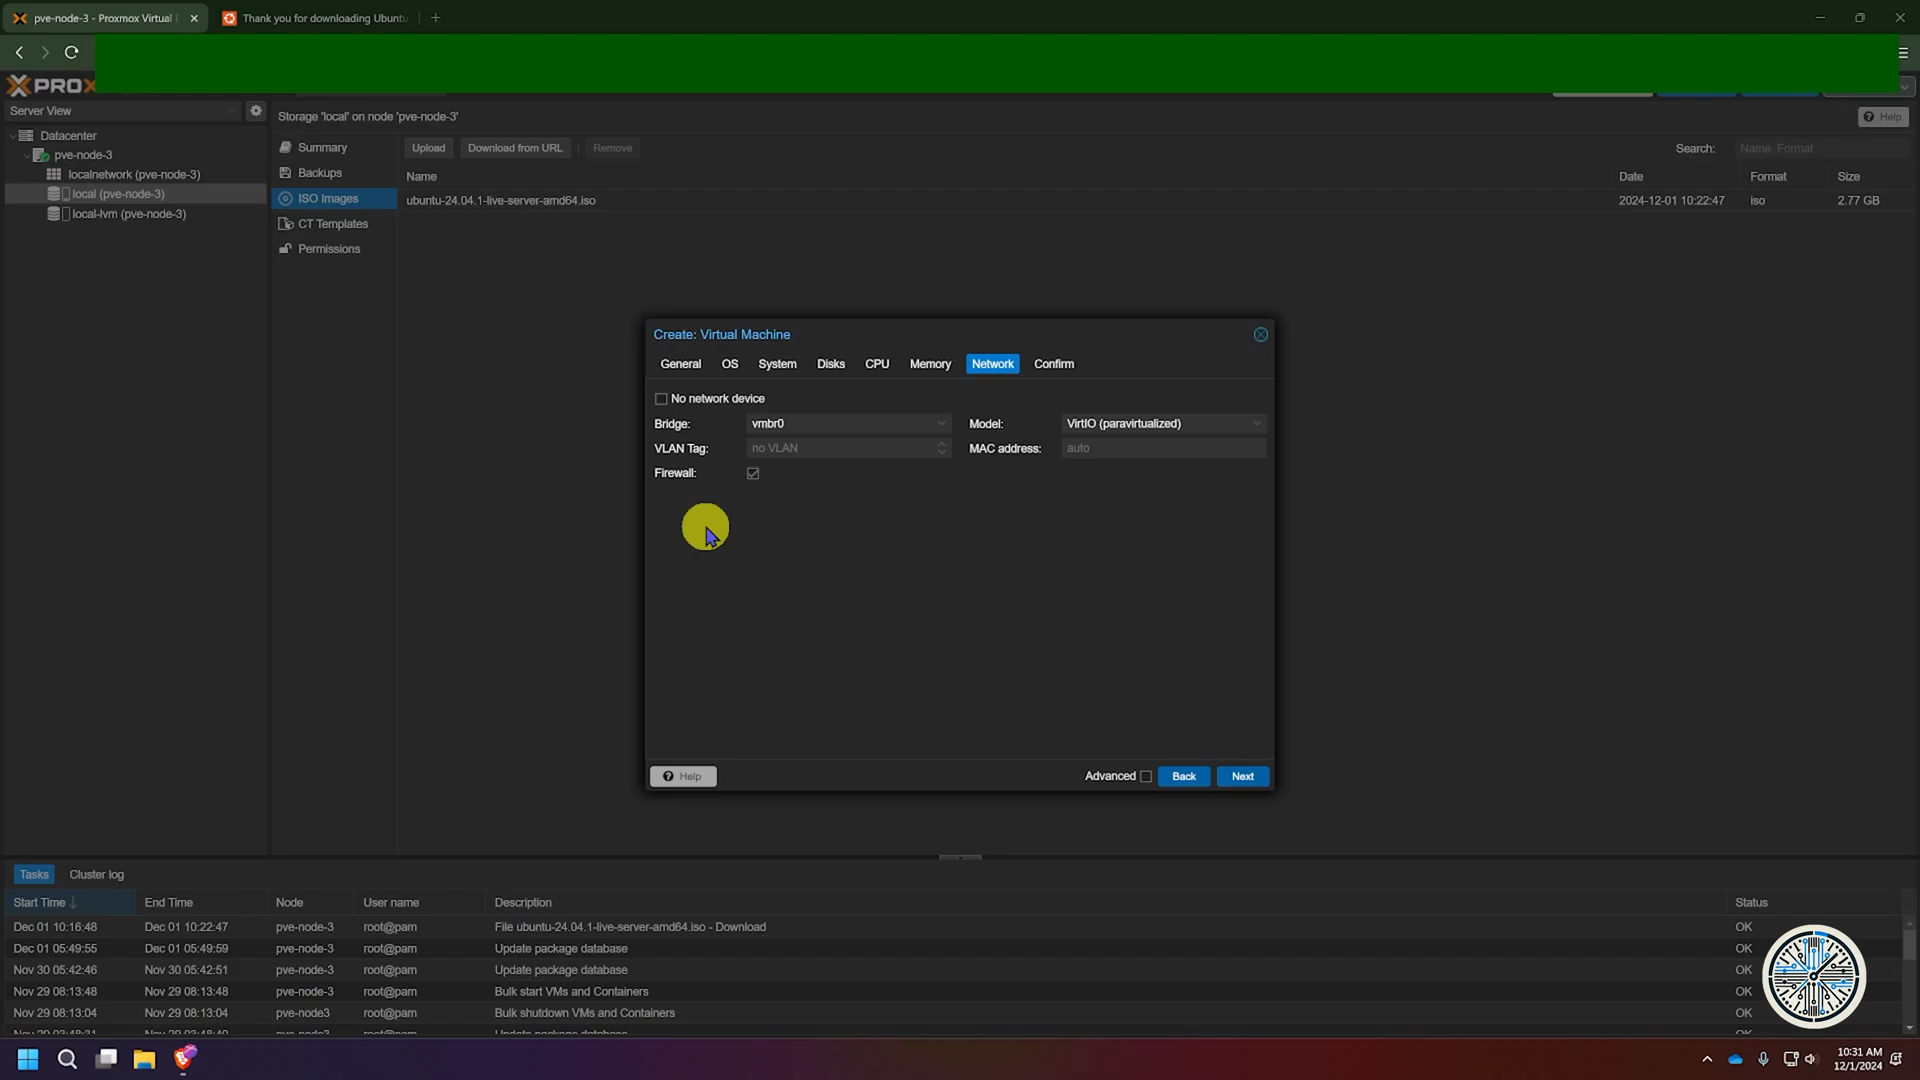 pve-node-3 - Proxmox Virtual
Thank you for downloading Ubuntu
PROX
Server View
Storage 'local' on node 'pve-node-3'
Help
Datacenter
pve-node-3
localnetwork (pve-node-3)
local (pve-node-3)
local-lvm (pve-node-3)
Summary
Backups
ISO Images
CT Templates
Permissions
Upload
Download from URL
Remove
Search:
Name, Format
Name
Date
Format
Size
ubuntu-24.04.1-live-server-amd64.iso
2024-12-01 10:22:47
iso
2.77 GB
Create: Virtual Machine
General
OS
System
Disks
CPU
Memory
Network
Confirm
No network device
Bridge:
vmbr0
Model:
VirtIO (paravirtualized)
VLAN Tag:
no VLAN
MAC address:
auto
Firewall:
Help
Advanced
Back
Next
Tasks
Cluster log
Start Time
End Time
Node
User name
Description
Status
Dec 01 10:16:48
Dec 01 10:22:47
pve-node-3
root@pam
File ubuntu-24.04.1-live-server-amd64.iso - Download
OK
Dec 01 05:49:55
Dec 01 05:49:59
pve-node-3
root@pam
Update package database
OK
Nov 30 05:42:46
Nov 30 05:42:51
pve-node-3
root@pam
Update package database
OK
Nov 29 08:13:48
Nov 29 08:13:48
pve-node-3
root@pam
Bulk start VMs and Containers
OK
Nov 29 08:13:04
Nov 29 08:13:04
pve-node3
root@pam
Bulk shutdown VMs and Containers
OK
10:31 AM
12/1/2024